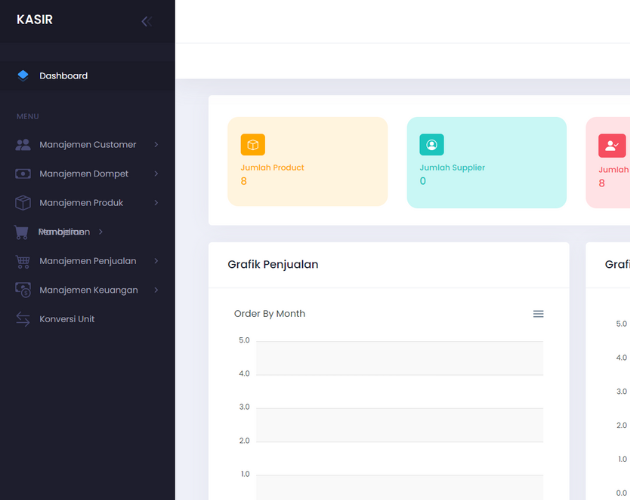 KASIR
Dashboard
MENU
Manajemen Customer
Manajemen Dompet
Manajemen Produk
Manajemen Penjualan
Manajemen Keuangan
Konversi Unit
Jumlah Product
8
Jumlah Supplier
0
Jumlah
8
Grafik Penjualan
Order By Month
5.0
4.0
3.0
2.0
1.0
Grafi
5.0
4.0
3.0
2.0
1.0
0.0